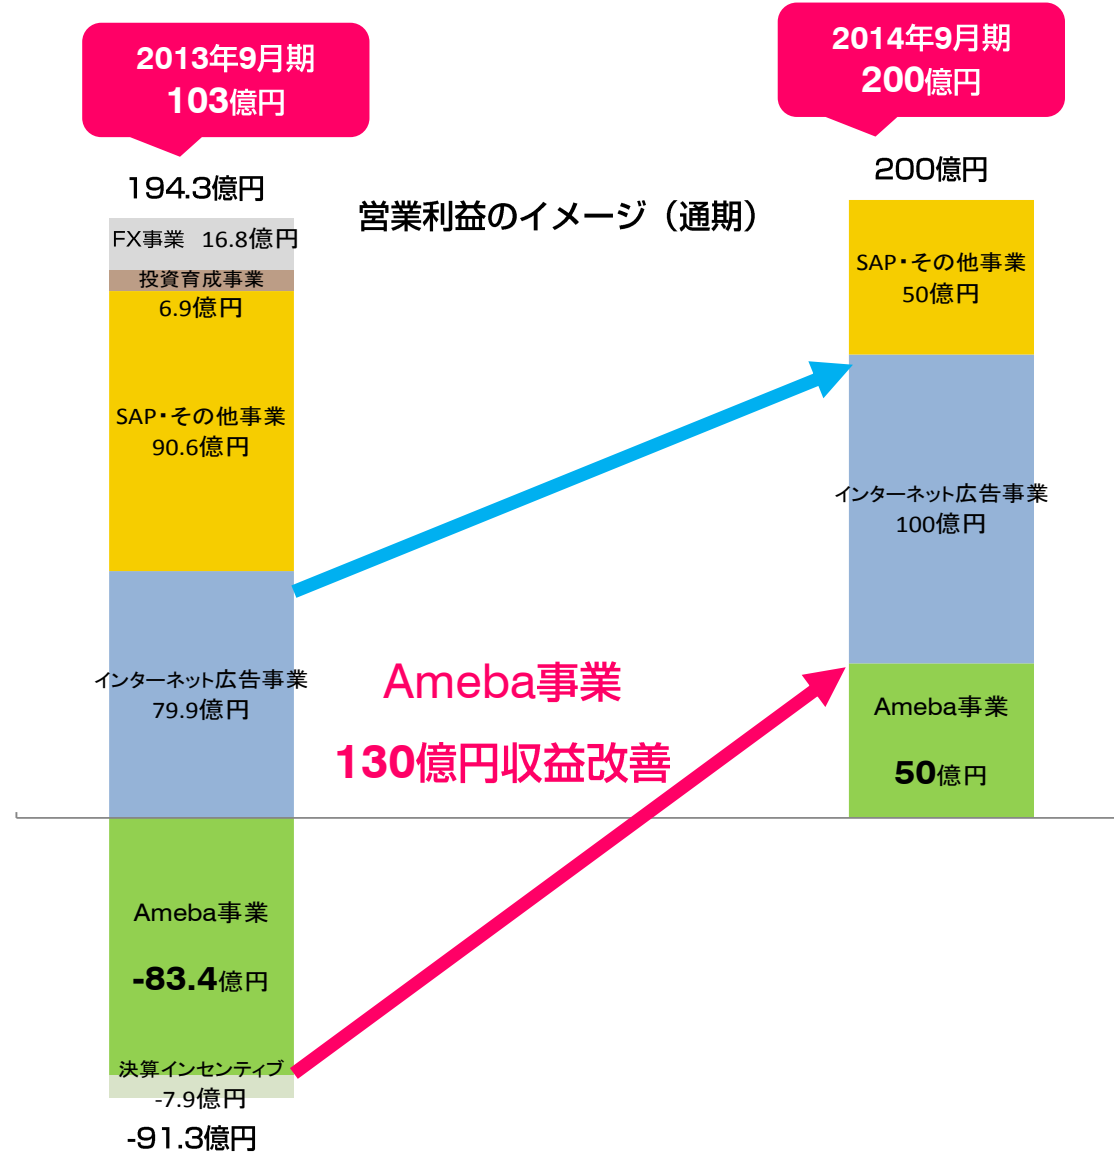 2013年9月期
103億円
2014年9月期
200億円
194.3億円
200億円
営業利益のイメージ（通期）
FX事業 16.8億円
投資育成事業
6.9億円
SAP・その他事業
90.6億円
インターネット広告事業
79.9億円
Ameba事業
-83.4億円
決算インセンティブ
-7.9億円
-91.3億円
Ameba事業
130億円収益改善
SAP・その他事業
50億円
インターネット広告事業
100億円
Ameba事業
50億円